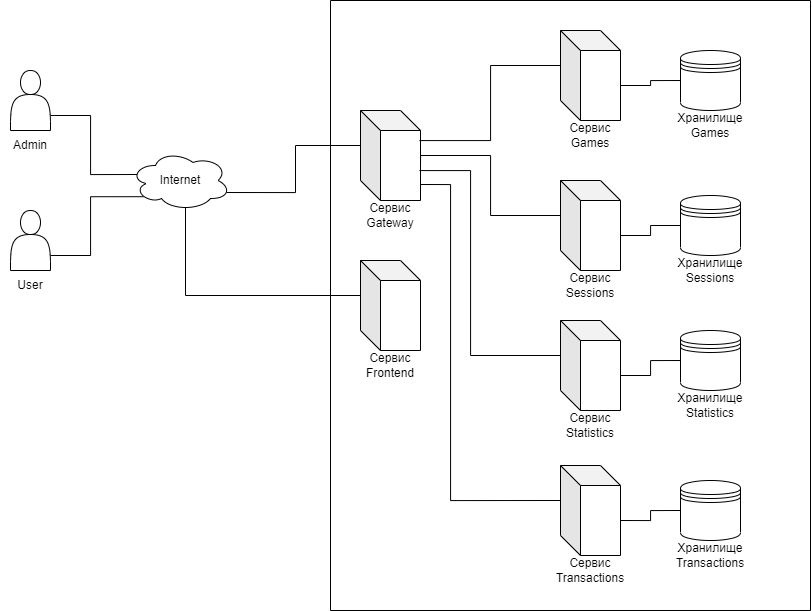 Admin
User
Internet
Сервис
Gateway
Сервис
Frontend
Сервис
Games
Хранилище
Games
Сервис
Sessions
Хранилище
Sessions
Сервис
Statistics
Хранилище
Statistics
Сервис
Transactions
Хранилище
Transactions